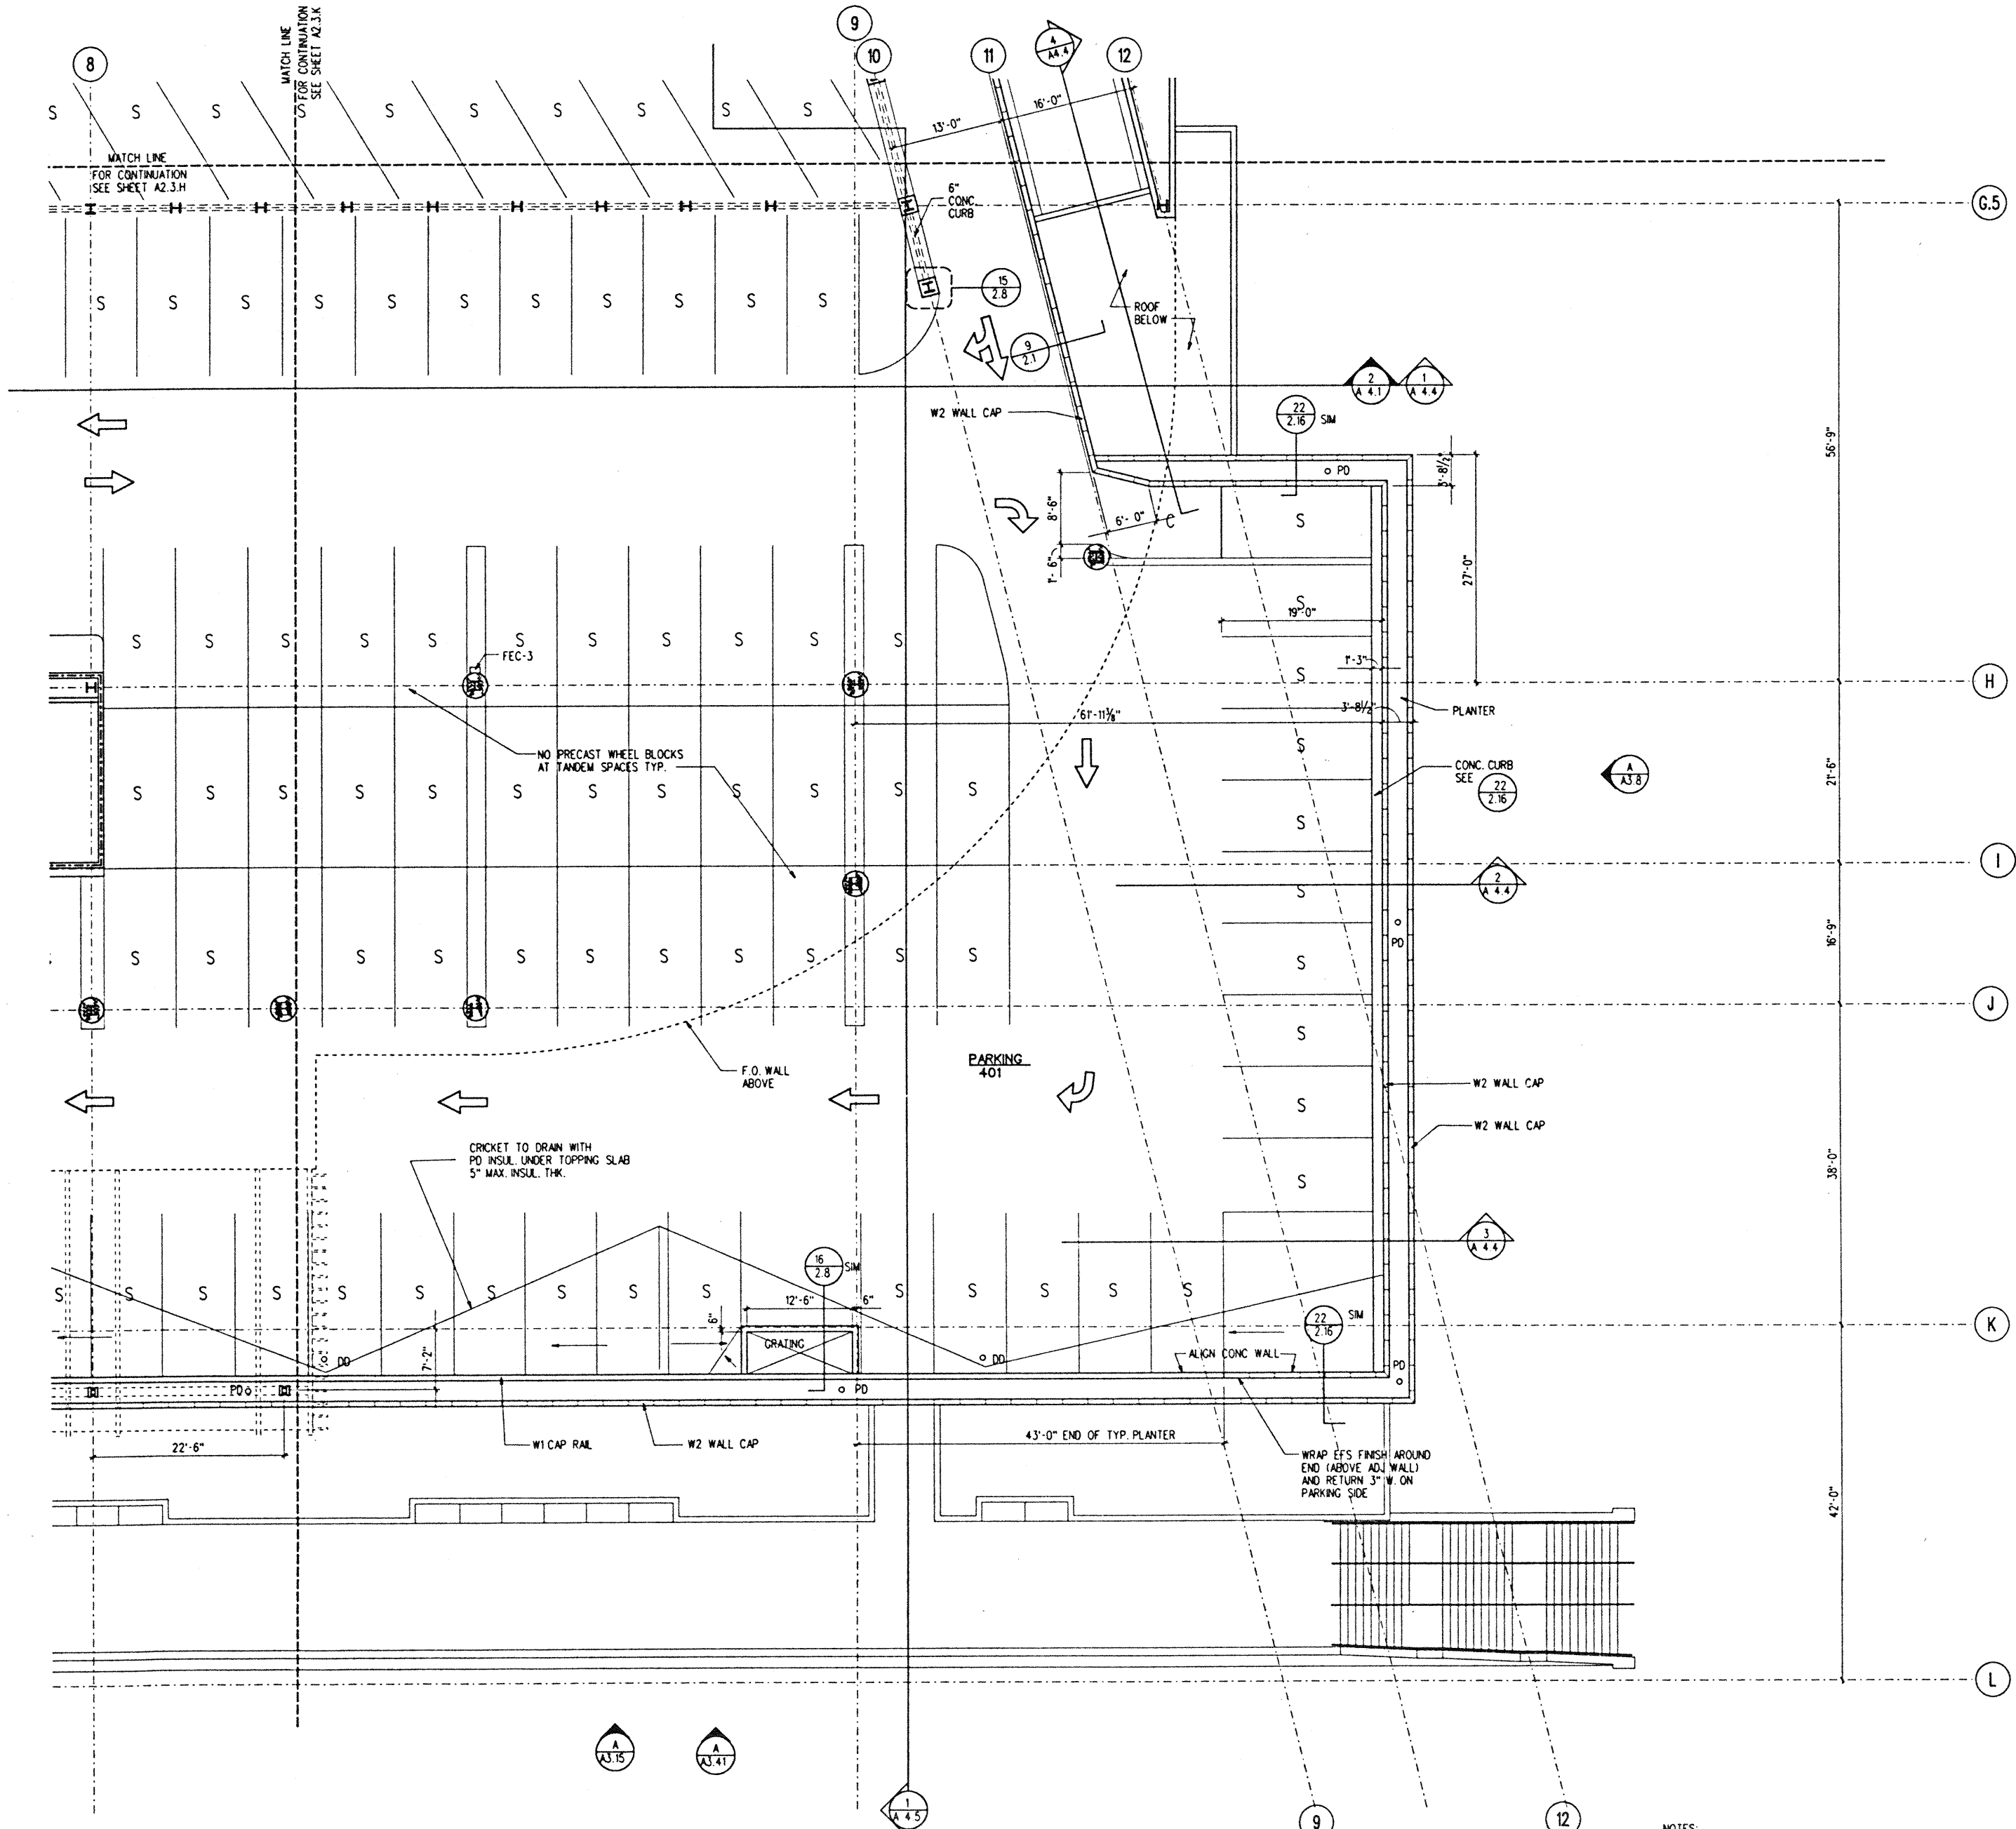 8
MATCH LINE
FOR CONTINUATION
SEE SHEET A2.3.K
9
10
11
4
A4.4
12
S S S S S S S S S S
16'-0"
13'-0"
MATCH LINE
FOR CONTINUATION
SEE SHEET A2.3.H
6"
CONC.
CURB
G.5
S S S S S S S S S S S
15
2.8
ROOF
BELOW
9
2.1
2
A 4.1
1
A 4.4
W2 WALL CAP
22
2.16
SIM
56'-9"
PD
3'-8½"
8'-6"
6'-0"
S
1'-6"
27'-0"
S
19'-0"
S S S S S S S S S S S
FEC-3
1'-3"
S
H
3'-8½"
61'-11⅜"
PLANTER
NO PRECAST WHEEL BLOCKS
AT TANDEM SPACES TYP.
S
CONC. CURB
SEE
22
2.16
A
A3.8
21'-6"
S S S S S S S S S S S S
S
I
2
A 4.4
S
PD
16'-9"
S S S S S S S S S S S
S
J
S
F.O. WALL
ABOVE
PARKING
401
W2 WALL CAP
S
W2 WALL CAP
CRICKET TO DRAIN WITH
PD INSUL. UNDER TOPPING SLAB
5" MAX. INSUL. THK.
38'-0"
S
3
A 4.4
16
2.8
SIM
S S S S S S S S S S S S S S S
12'-6"
6"
6"
22
2.16
SIM
K
GRATING
7'-2"
DD
DD
ALIGN CONC WALL
PD
PD
PD
W1 CAP RAIL
W2 WALL CAP
43'-0" END OF TYP. PLANTER
22'-6"
WRAP EFS FINISH AROUND
END (ABOVE ADJ WALL)
AND RETURN 3" W. ON
PARKING SIDE
42'-0"
L
A
A3.15
A
A3.41
1
A 4.5
9
12
NOTES: